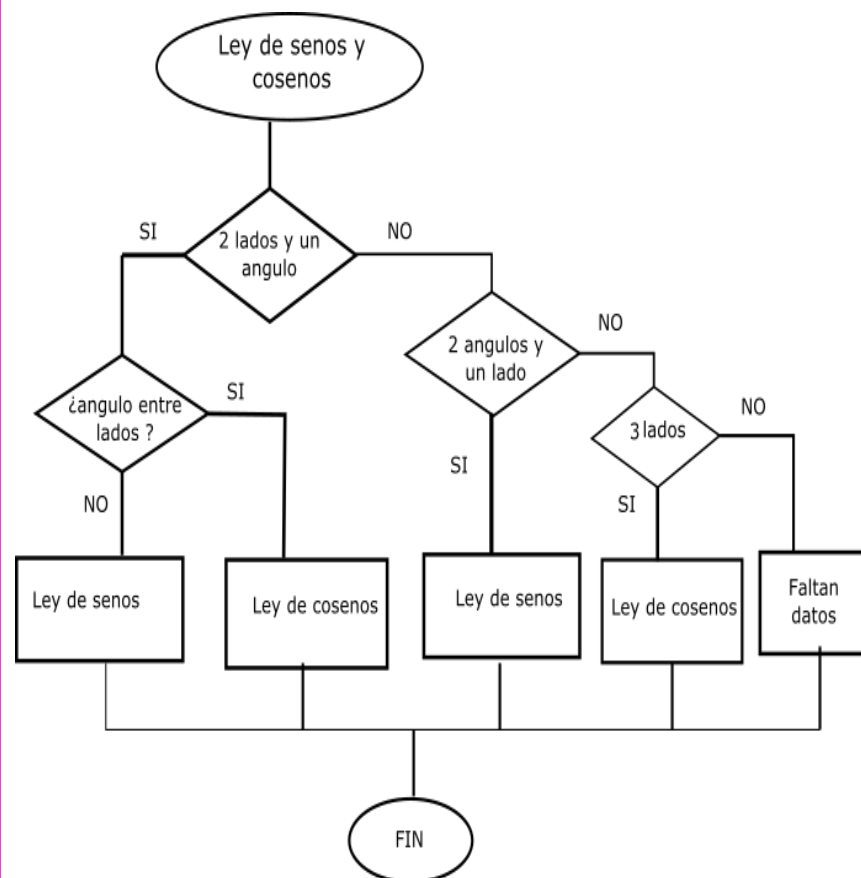 Ley de senos y
cosenos
SI
NO
2 lados y un
angulo
NO
2 angulos y
un lado
SI
NO
¿angulo entre
lados ?
3 lados
SI
SI
NO
Ley de senos
Ley de cosenos
Ley de senos
Ley de cosenos
Faltan
datos
FIN